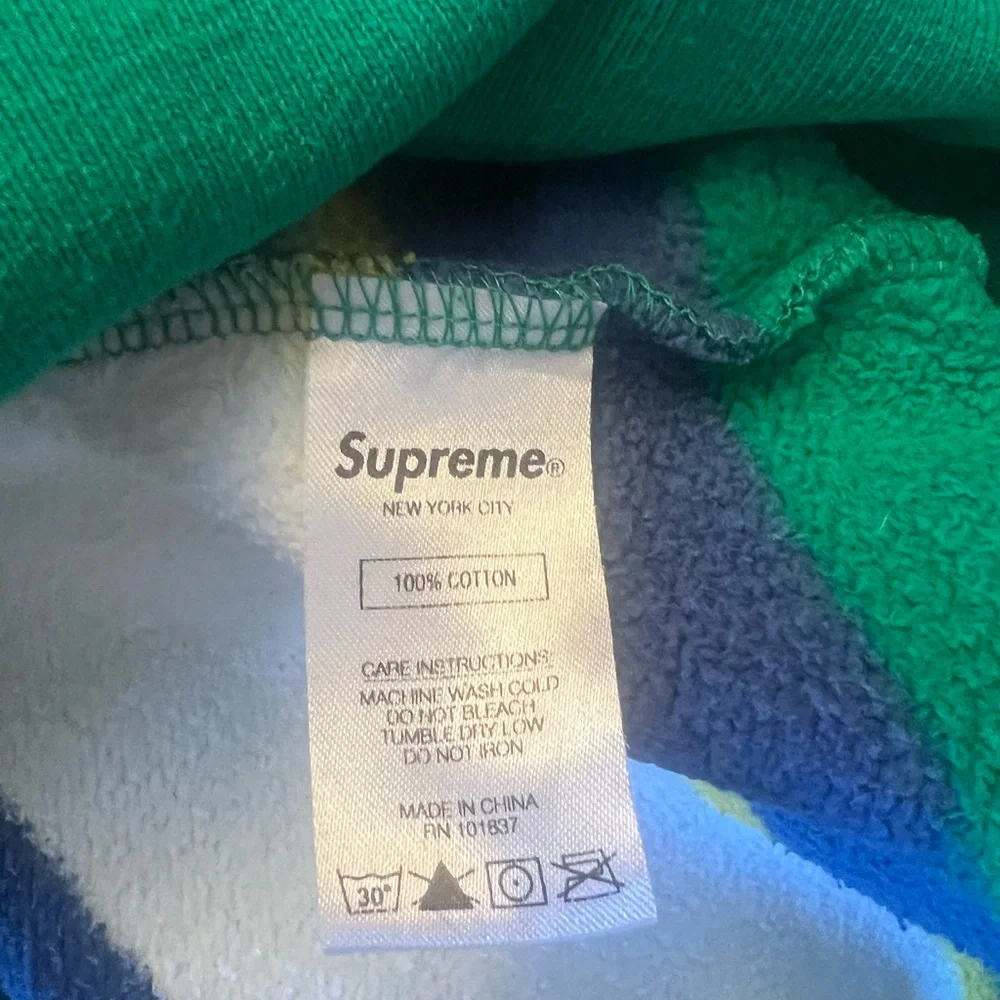 Supreme®
NEW YORK CITY
100% COTTON
CARE INSTRUCTIONS:
MACHINE WASH COLD
DO NOT BLEACH
TUMBLE DRY LOW
DO NOT IRON
MADE IN CHINA
RN 101837
30°